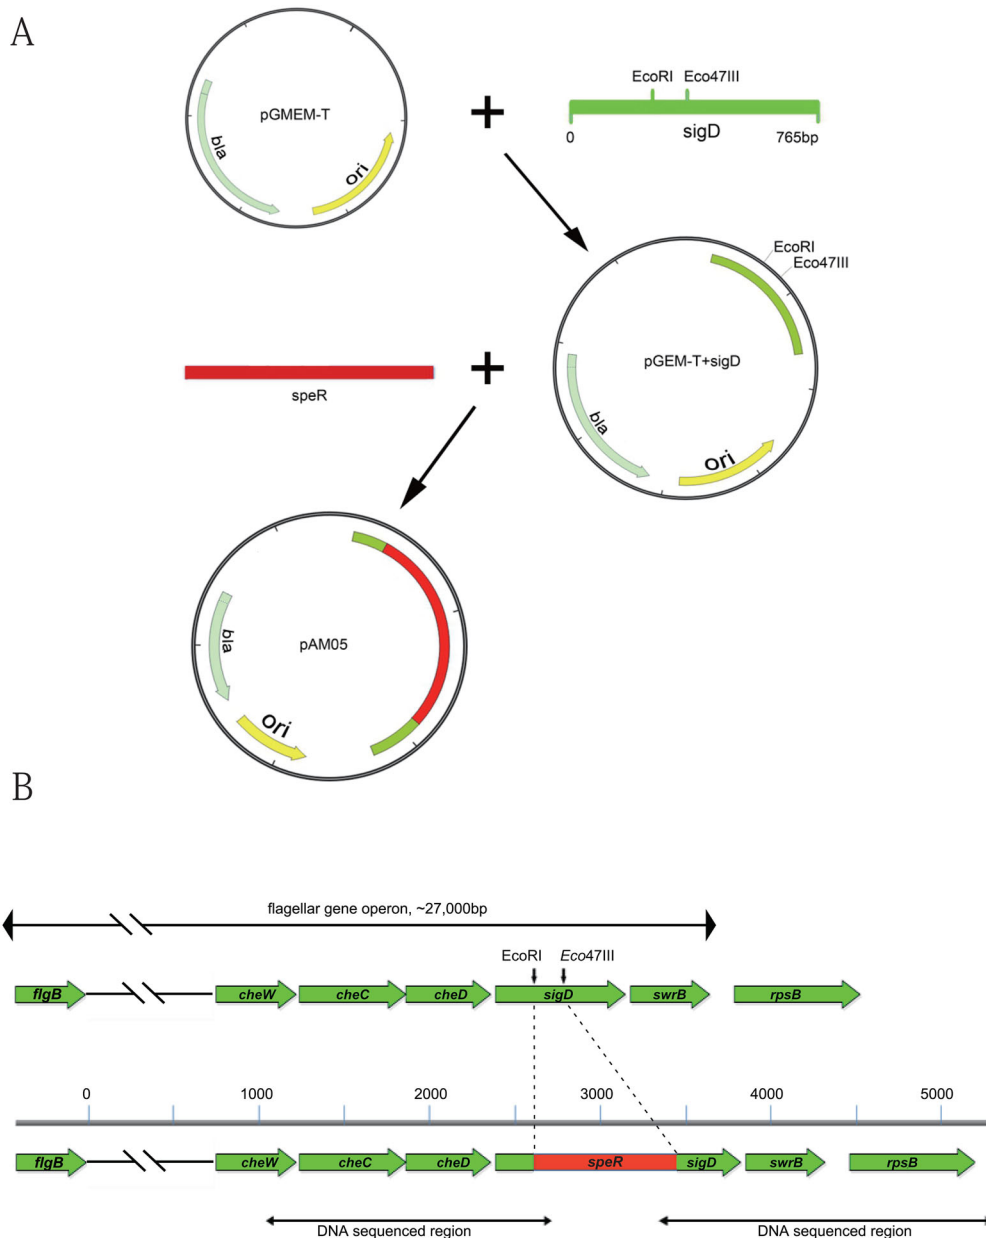 A
pGMEM-T
bla
ori
EcoRI Eco47III
0 sigD 765bp
EcoRI
Eco47III
pGEM-T+sigD
bla
ori
speR
pAM05
bla
ori
B
flagellar gene operon, ~27,000bp
EcoRI Eco47III
flgB cheW cheC cheD sigD swrB rpsB
0 1000 2000 3000 4000 5000
flgB cheW cheC cheD speR sigD swrB rpsB
DNA sequenced region DNA sequenced region